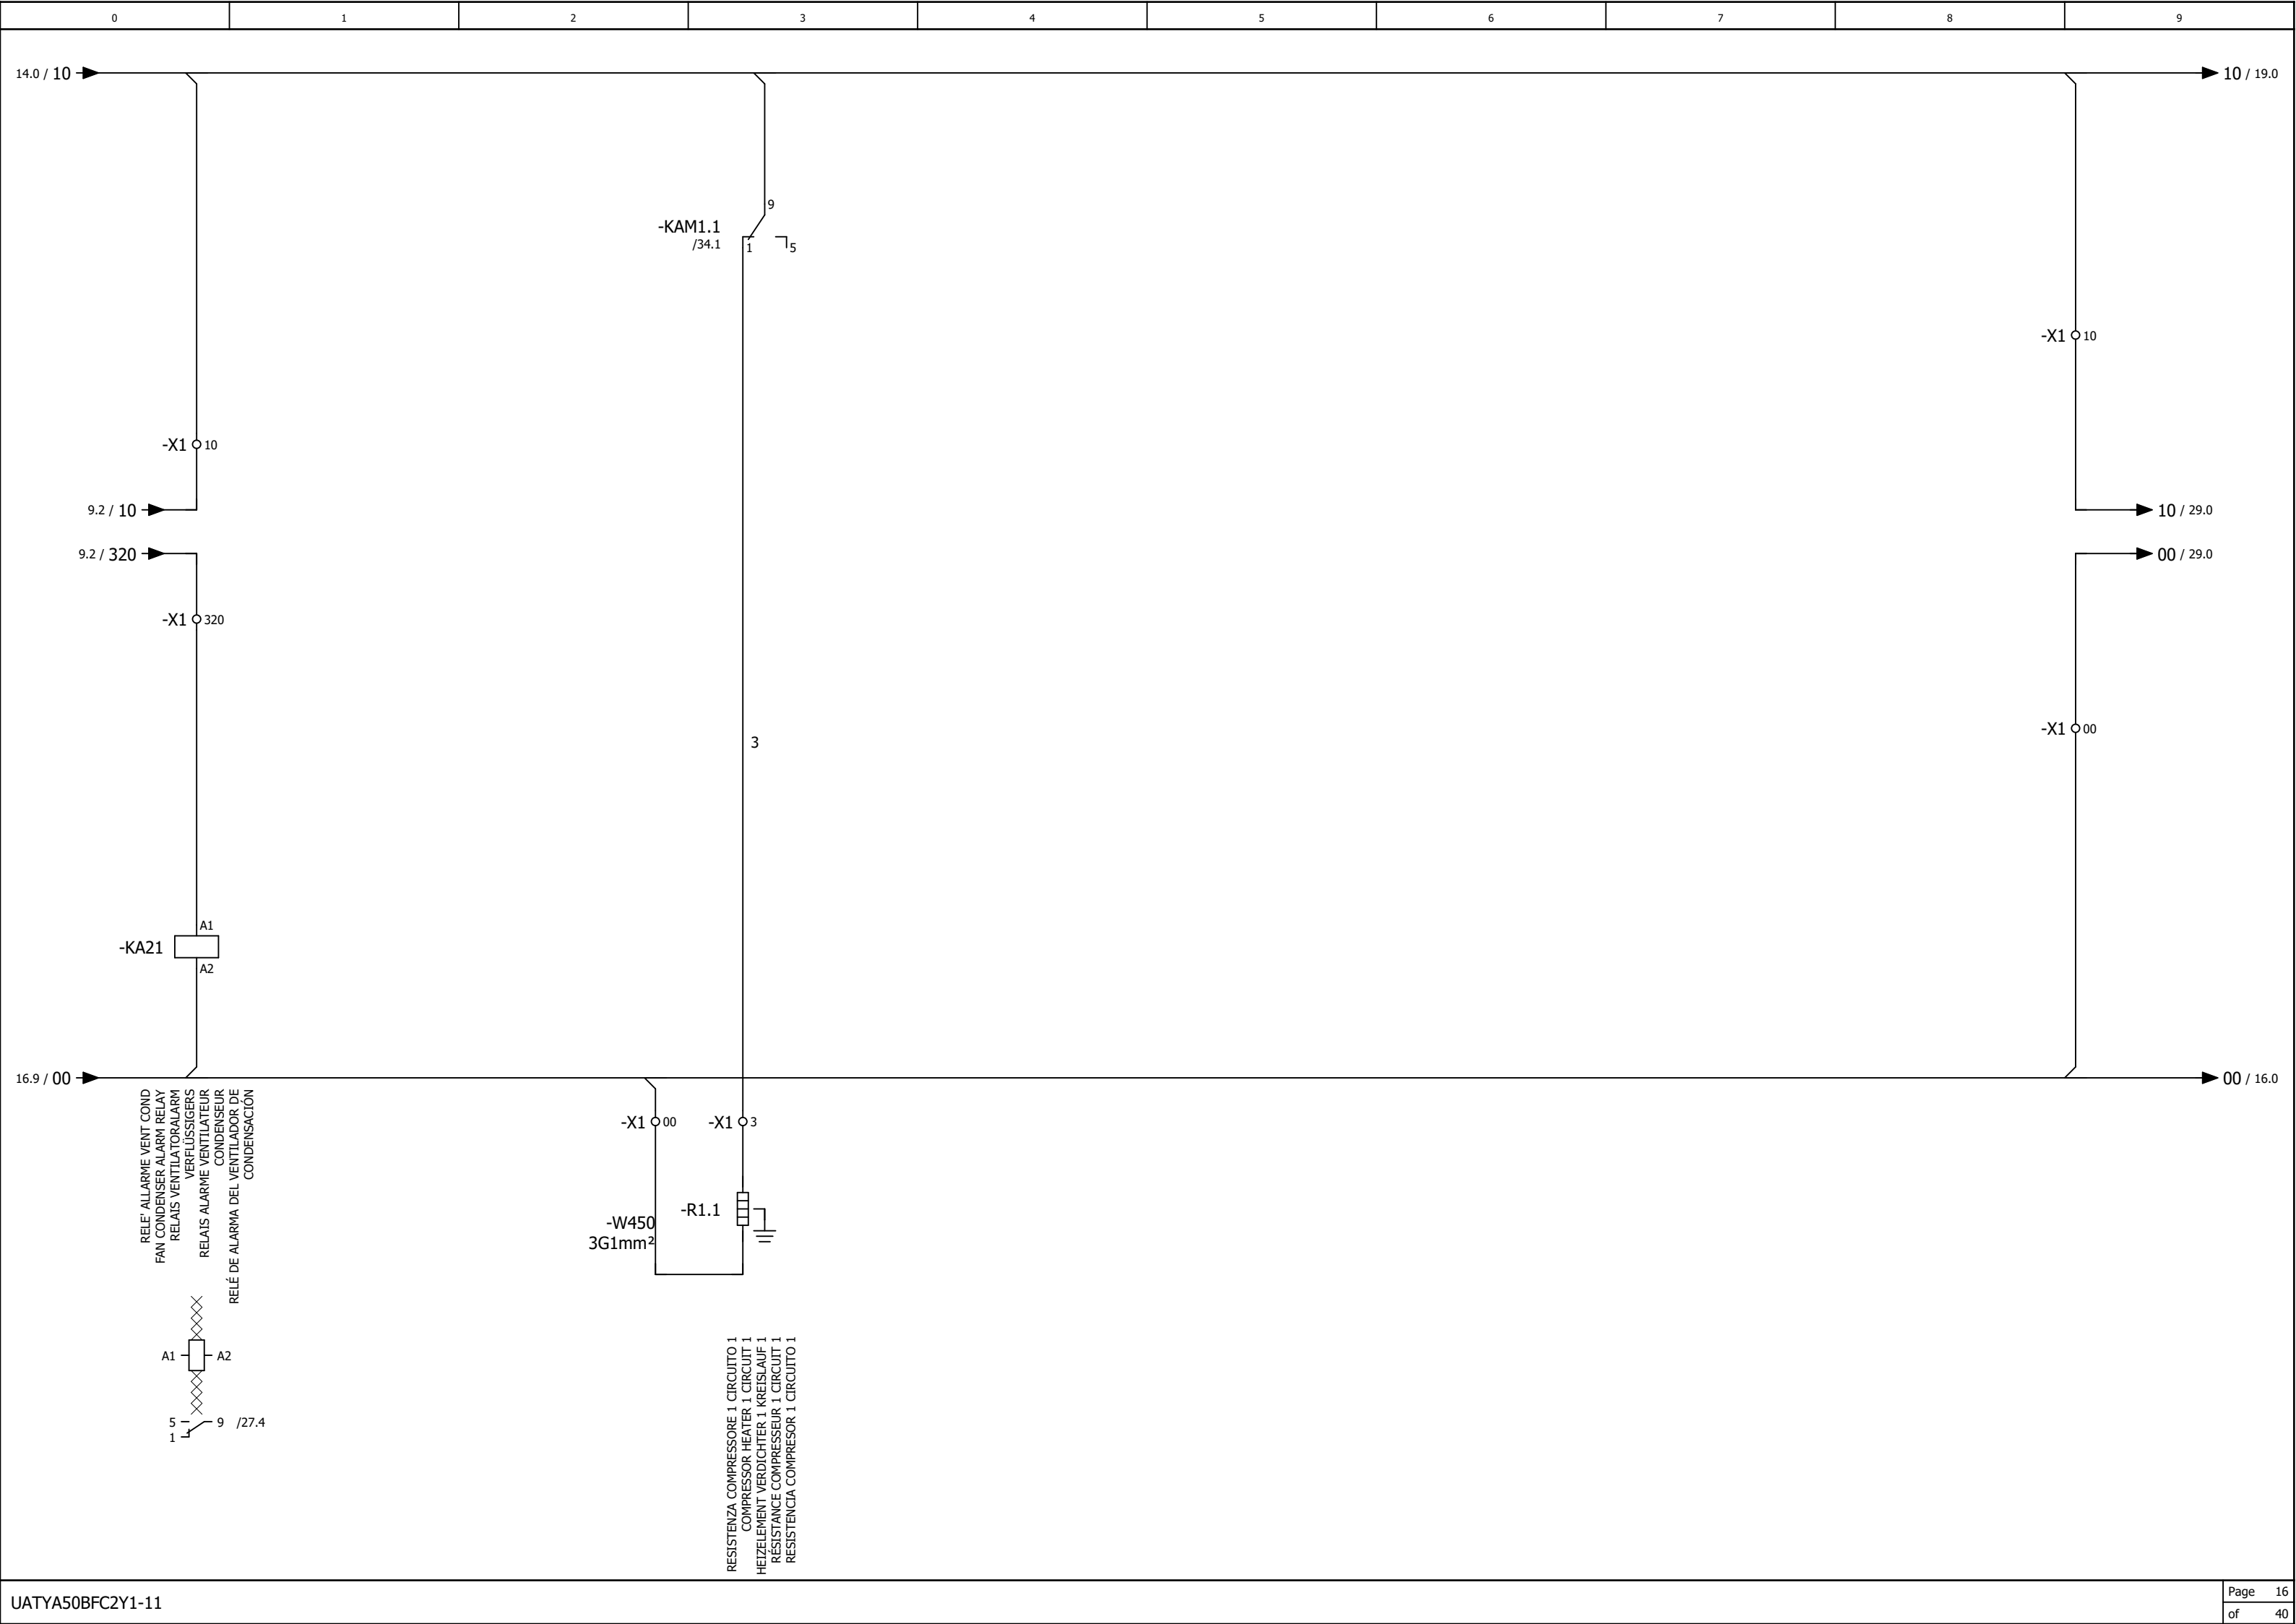 0 1 2 3 4 5 6 7 8 9
14.0 / 10
10 / 19.0
9
-KAM1.1
/34.1
1
5
-X1 10
-X1 10
9.2 / 10
10 / 29.0
9.2 / 320
00 / 29.0
-X1 320
-X1 00
3
A1
-KA21
A2
16.9 / 00
00 / 16.0
RELE' ALLARME VENT COND
FAN CONDENSER ALARM RELAY
RELAIS VENTILATORALARM
VERFLÜSSIGERS
RELAIS ALARME VENTILATEUR
CONDENSEUR
RELÉ DE ALARMA DEL VENTILADOR DE
CONDENSACIÓN
-X1 00
-X1 3
-R1.1
-W450
3G1mm²
A1 A2
5 9 /27.4
1
RESISTENZA COMPRESSORE 1 CIRCUITO 1
COMPRESSOR HEATER 1 CIRCUIT 1
HEIZELEMENT VERDICHTER 1 KREISLAUF 1
RÉSISTANCE COMPRESSEUR 1 CIRCUIT 1
RESISTENCIA COMPRESOR 1 CIRCUITO 1
UATYA50BFC2Y1-11
Page 16
of 40